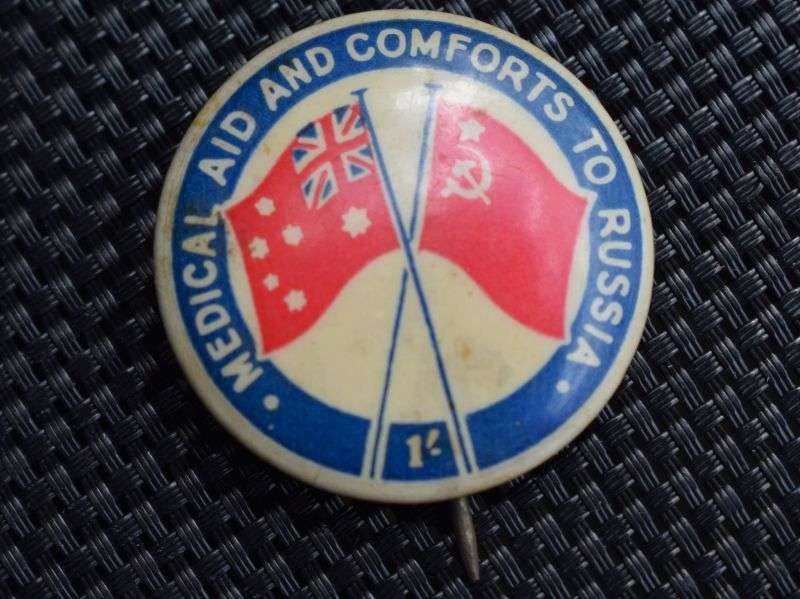 • MEDICAL AID AND COMFORTS TO RUSSIA •
1/-